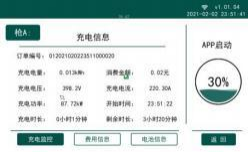 v1.01.04
2021-02-02 23:51:41
枪A:
充电信息
APP启动
订单编号: 01202102022351100020
充电电量: 0.013kWh 消费金额: 0.02元
充电电压: 398.2V 充电电流: 220.30A
充电功率: 87.72kW 开始时间: 23:51:22
充电时长: 0小时1分钟 剩余时长: 3小时20分钟
30%
充电监控 费用信息 电池信息 返回